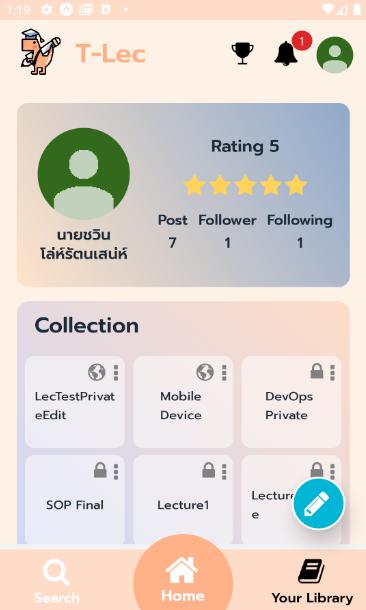 1:19
T-Lec
1
Rating 5
Post Follower Following
7 1 1
นายชวิน
โล่ห์รัตนเสน่ห์
Collection
LecTestPrivat
eEdit
Mobile
Device
DevOps
Private
SOP Final
Lecture1
Lecture
e
Search
Home
Your Library